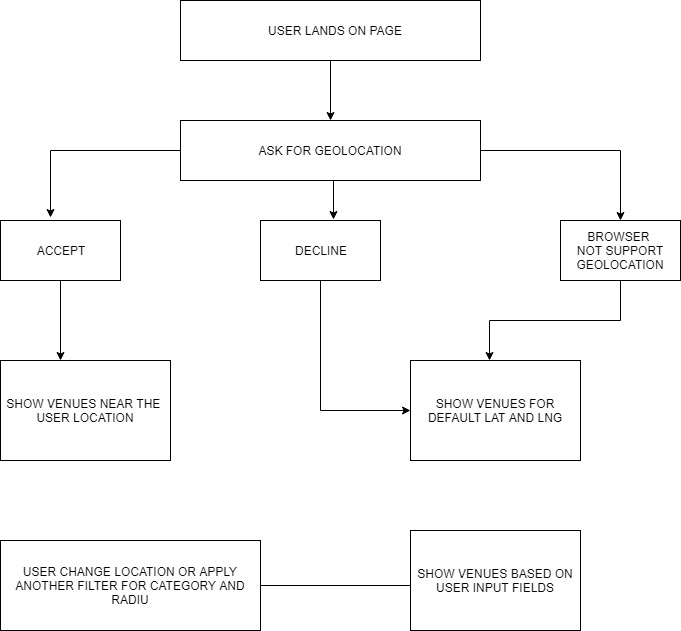 USER LANDS ON PAGE
ASK FOR GEOLOCATION
ACCEPT
DECLINE
BROWSER
NOT SUPPORT
GEOLOCATION
SHOW VENUES NEAR THE
USER LOCATION
SHOW VENUES FOR
DEFAULT LAT AND LNG
USER CHANGE LOCATION OR APPLY
ANOTHER FILTER FOR CATEGORY AND
RADIU
SHOW VENUES BASED ON
USER INPUT FIELDS